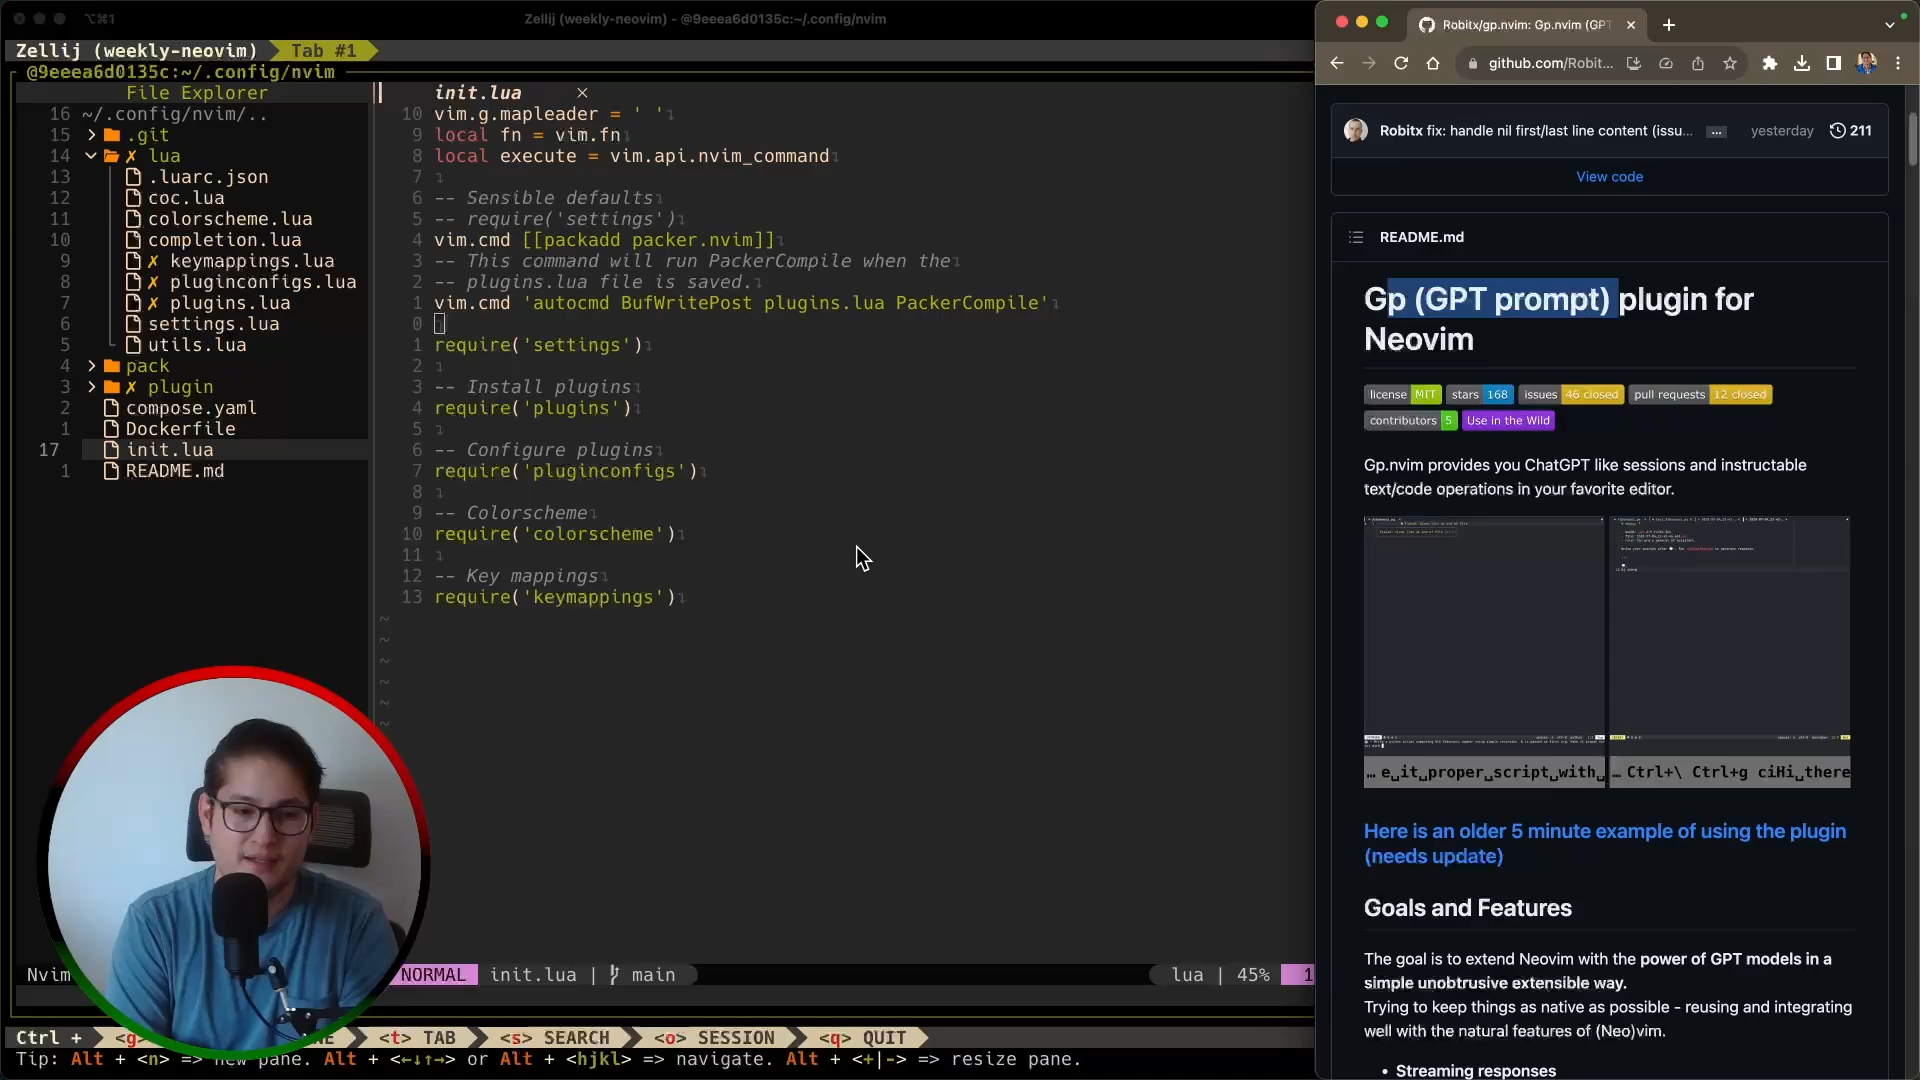 ⌥⌘1
Zellij (weekly-neovim) - @9eeea6d0135c:~/.config/nvim
Zellij (weekly-neovim) Tab #1
@9eeea6d0135c:~/.config/nvim
File Explorer
16 ~/.config/nvim/..
15 .git
14 ✗ lua
13 .luarc.json
12 coc.lua
11 colorscheme.lua
10 completion.lua
9 ✗ keymappings.lua
8 ✗ pluginconfigs.lua
7 ✗ plugins.lua
6 settings.lua
5 utils.lua
4 pack
3 ✗ plugin
2 compose.yaml
1 Dockerfile
17 init.lua
1 README.md
init.lua ×
10 vim.g.mapleader = ' '
9 local fn = vim.fn
8 local execute = vim.api.nvim_command
7
6 -- Sensible defaults
5 -- require('settings')
4 vim.cmd [[packadd packer.nvim]]
3 -- This command will run PackerCompile when the
2 -- plugins.lua file is saved.
1 vim.cmd 'autocmd BufWritePost plugins.lua PackerCompile'
0
1 require('settings')
2
3 -- Install plugins
4 require('plugins')
5
6 -- Configure plugins
7 require('pluginconfigs')
8
9 -- Colorscheme
10 require('colorscheme')
11
12 -- Key mappings
13 require('keymappings')
~
~
~
~
~
~
Nvim
NORMAL init.lua | main
lua | 45% 1
Ctrl + <g> <t> TAB <s> SEARCH <o> SESSION <q> QUIT
Tip: Alt + <n> => new pane. Alt + <←↓↑→> or Alt + <hjkl> => navigate. Alt + <+|-> => resize pane.
Robitx/gp.nvim: Gp.nvim (GPT
github.com/Robit...
Robitx fix: handle nil first/last line content (issu... ... yesterday 211
View code
README.md
Gp (GPT prompt) plugin for
Neovim
license MIT stars 168 issues 46 closed pull requests 12 closed
contributors 5 Use in the Wild
Gp.nvim provides you ChatGPT like sessions and instructable
text/code operations in your favorite editor.
… e␣it␣proper␣script␣with␣
… Ctrl+\ Ctrl+g ciHi␣there
Here is an older 5 minute example of using the plugin
(needs update)
Goals and Features
The goal is to extend Neovim with the power of GPT models in a
simple unobtrusive extensible way.
Trying to keep things as native as possible - reusing and integrating
well with the natural features of (Neo)vim.
• Streaming responses